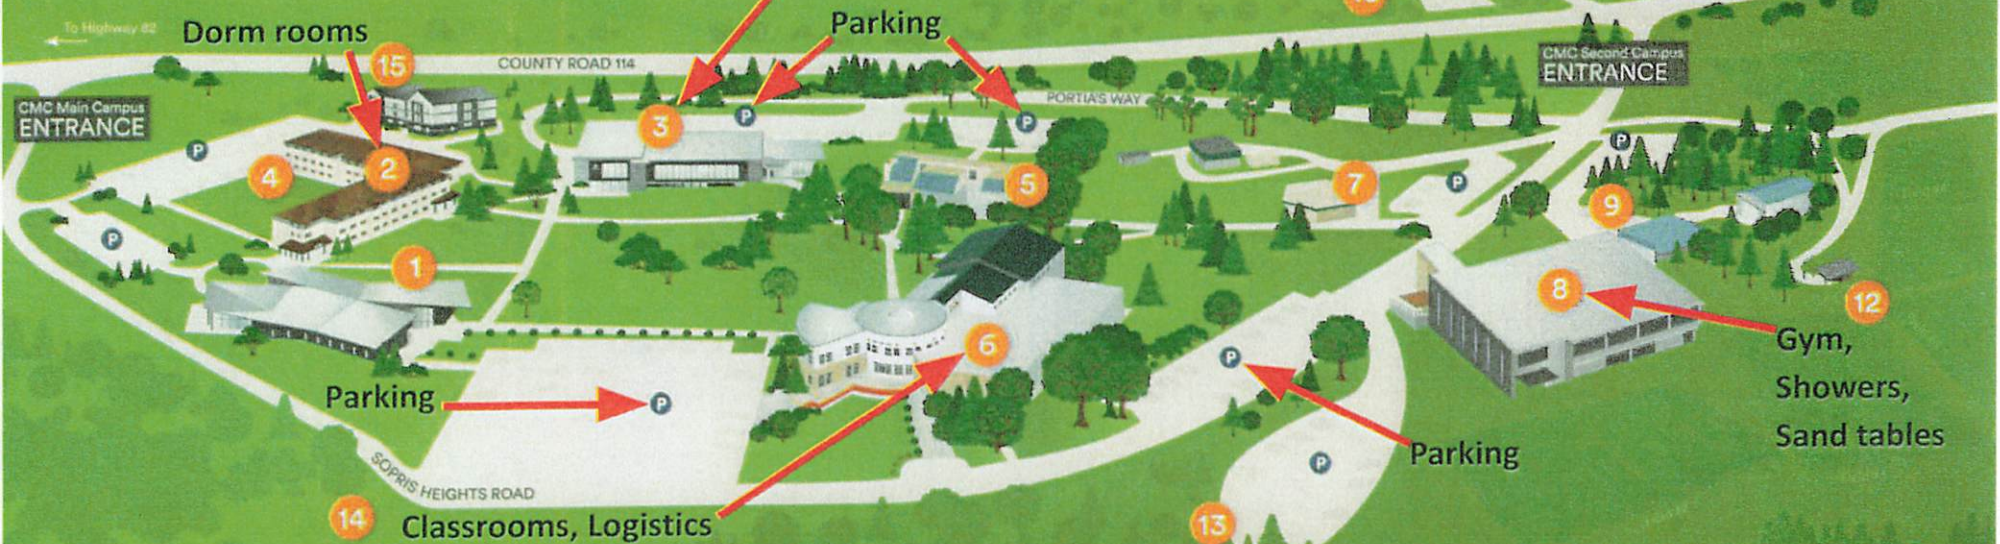 To Highway 82
Dorm rooms
Parking
15
COUNTY ROAD 114
CMC Second Campus
ENTRANCE
CMC Main Campus
ENTRANCE
PORTIA'S WAY
3
P
P
P
P
4
2
5
7
P
9
P
1
8
12
6
Gym,
Showers,
Sand tables
P
Parking
P
Parking
P
SOPRIS HEIGHTS ROAD
14
Classrooms, Logistics
13